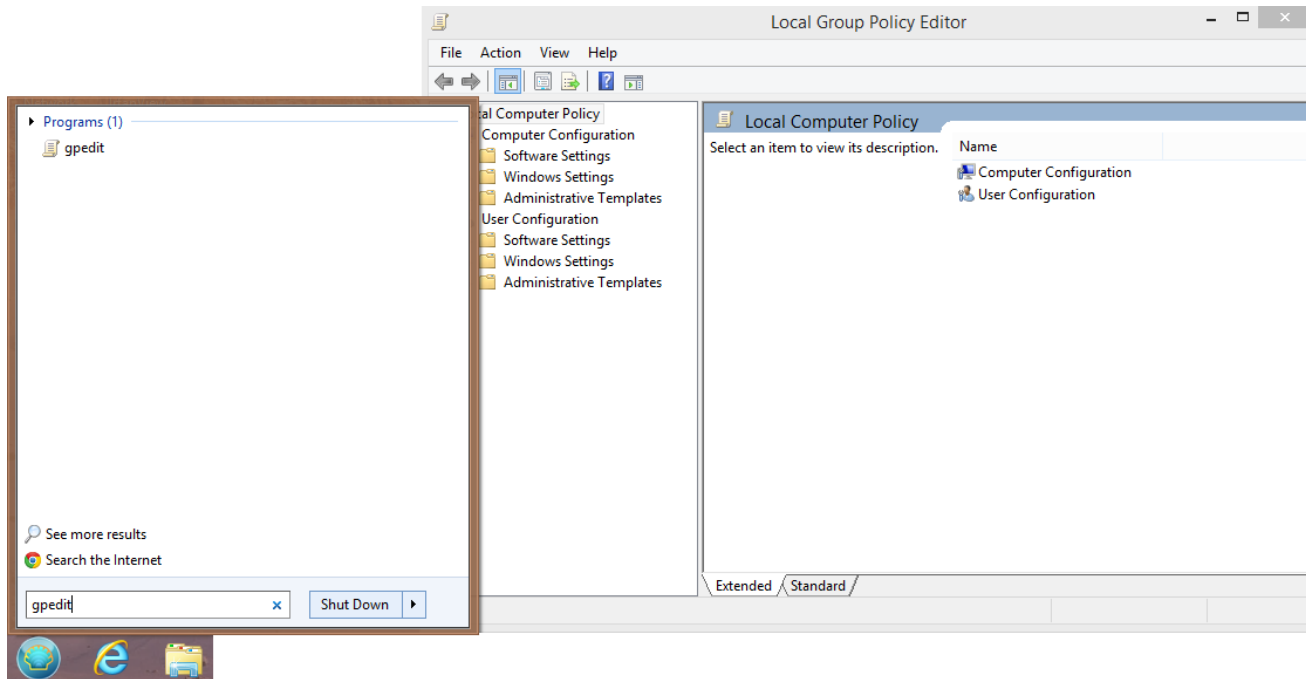 Local Group Policy Editor
File Action View Help
Programs (1)
gpedit
See more results
Search the Internet
gpedit
Shut Down
al Computer Policy
Computer Configuration
Software Settings
Windows Settings
Administrative Templates
User Configuration
Software Settings
Windows Settings
Administrative Templates
Local Computer Policy
Select an item to view its description.
Name
Computer Configuration
User Configuration
Extended Standard